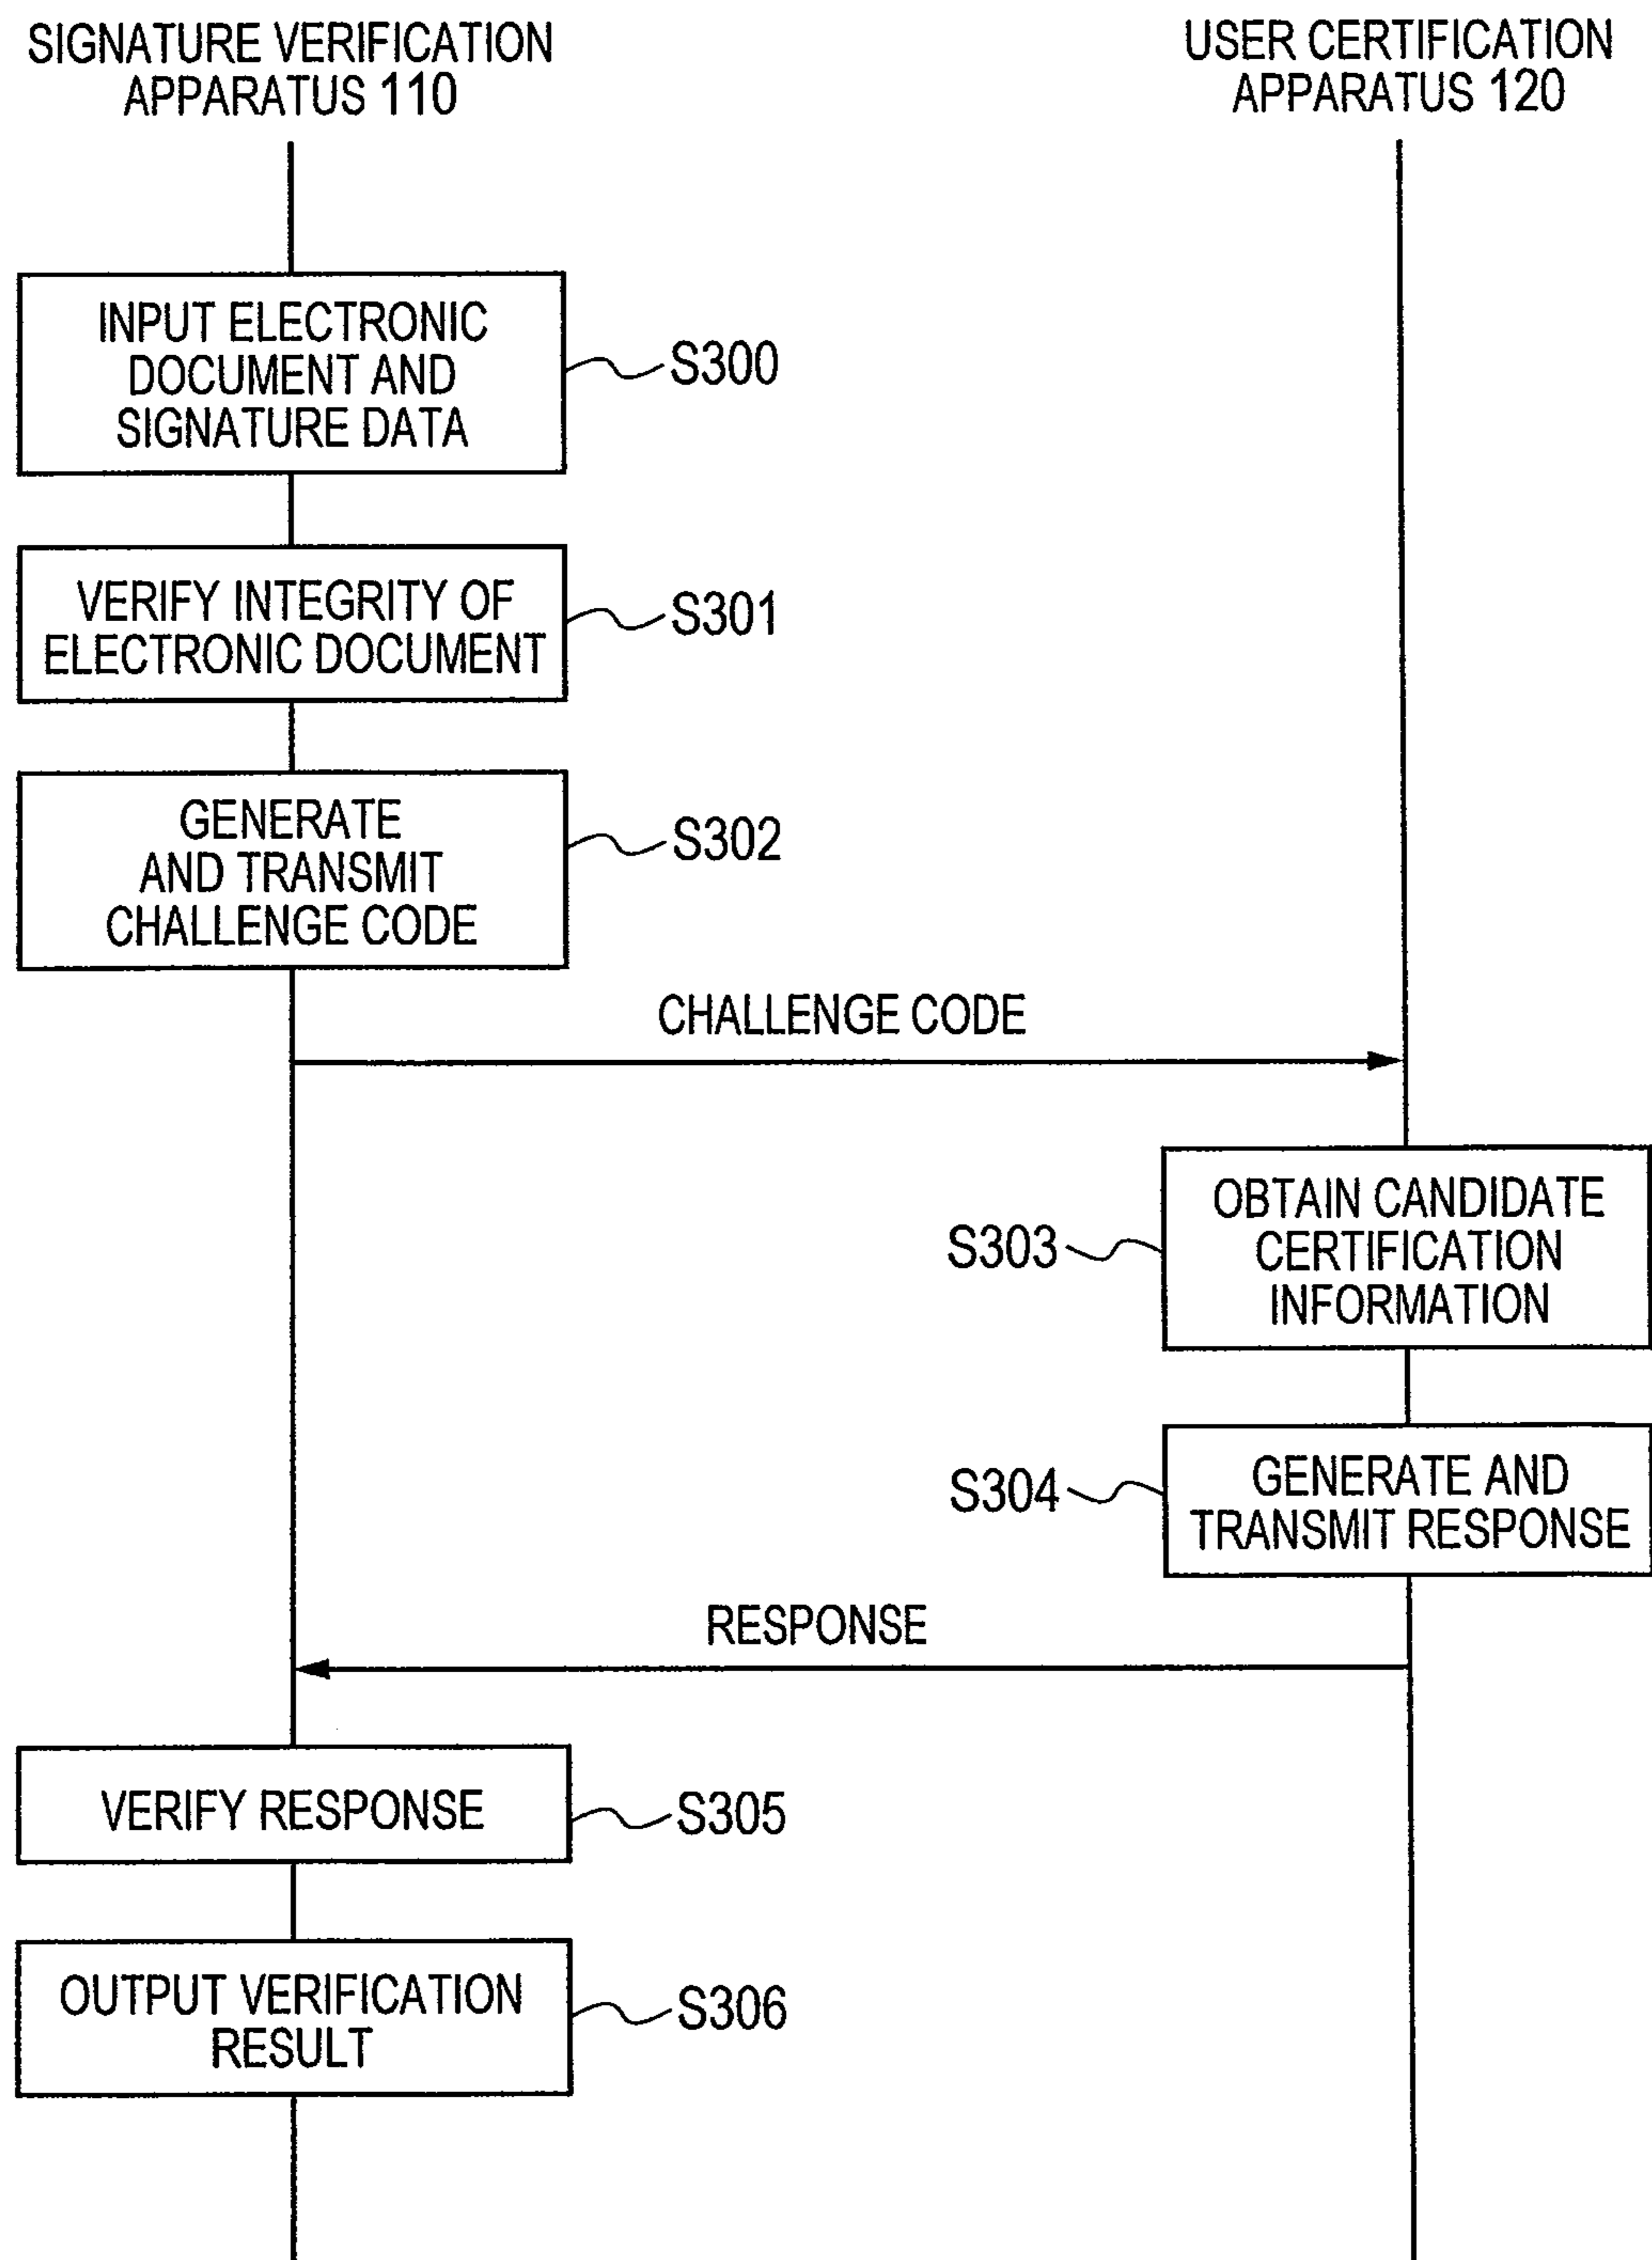 SIGNATURE VERIFICATION
APPARATUS 110
USER CERTIFICATION
APPARATUS 120
INPUT ELECTRONIC
DOCUMENT AND
SIGNATURE DATA
S300
VERIFY INTEGRITY OF
ELECTRONIC DOCUMENT
S301
GENERATE
AND TRANSMIT
CHALLENGE CODE
S302
CHALLENGE CODE
OBTAIN CANDIDATE
CERTIFICATION
INFORMATION
S303
GENERATE AND
TRANSMIT RESPONSE
S304
RESPONSE
VERIFY RESPONSE
S305
OUTPUT VERIFICATION
RESULT
S306